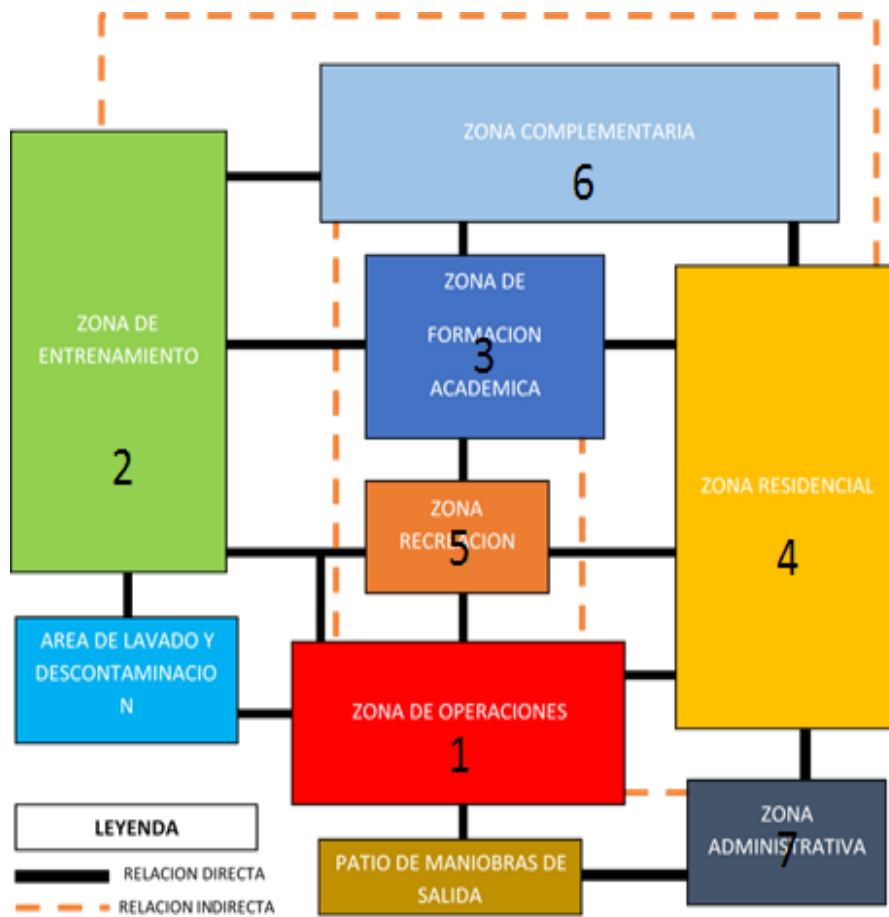 ZONA COMPLEMENTARIA
6
ZONA DE
ENTRENAMIENTO
2
ZONA DE
FORMACION
3
ACADEMICA
ZONA RESIDENCIAL
4
ZONA
RECREACION
5
AREA DE LAVADO Y
DESCONTAMINACIO
N
ZONA DE OPERACIONES
1
ZONA
ADMINISTRATIVA
7
PATIO DE MANIOBRAS DE
SALIDA
LEYENDA
RELACION DIRECTA
RELACION INDIRECTA